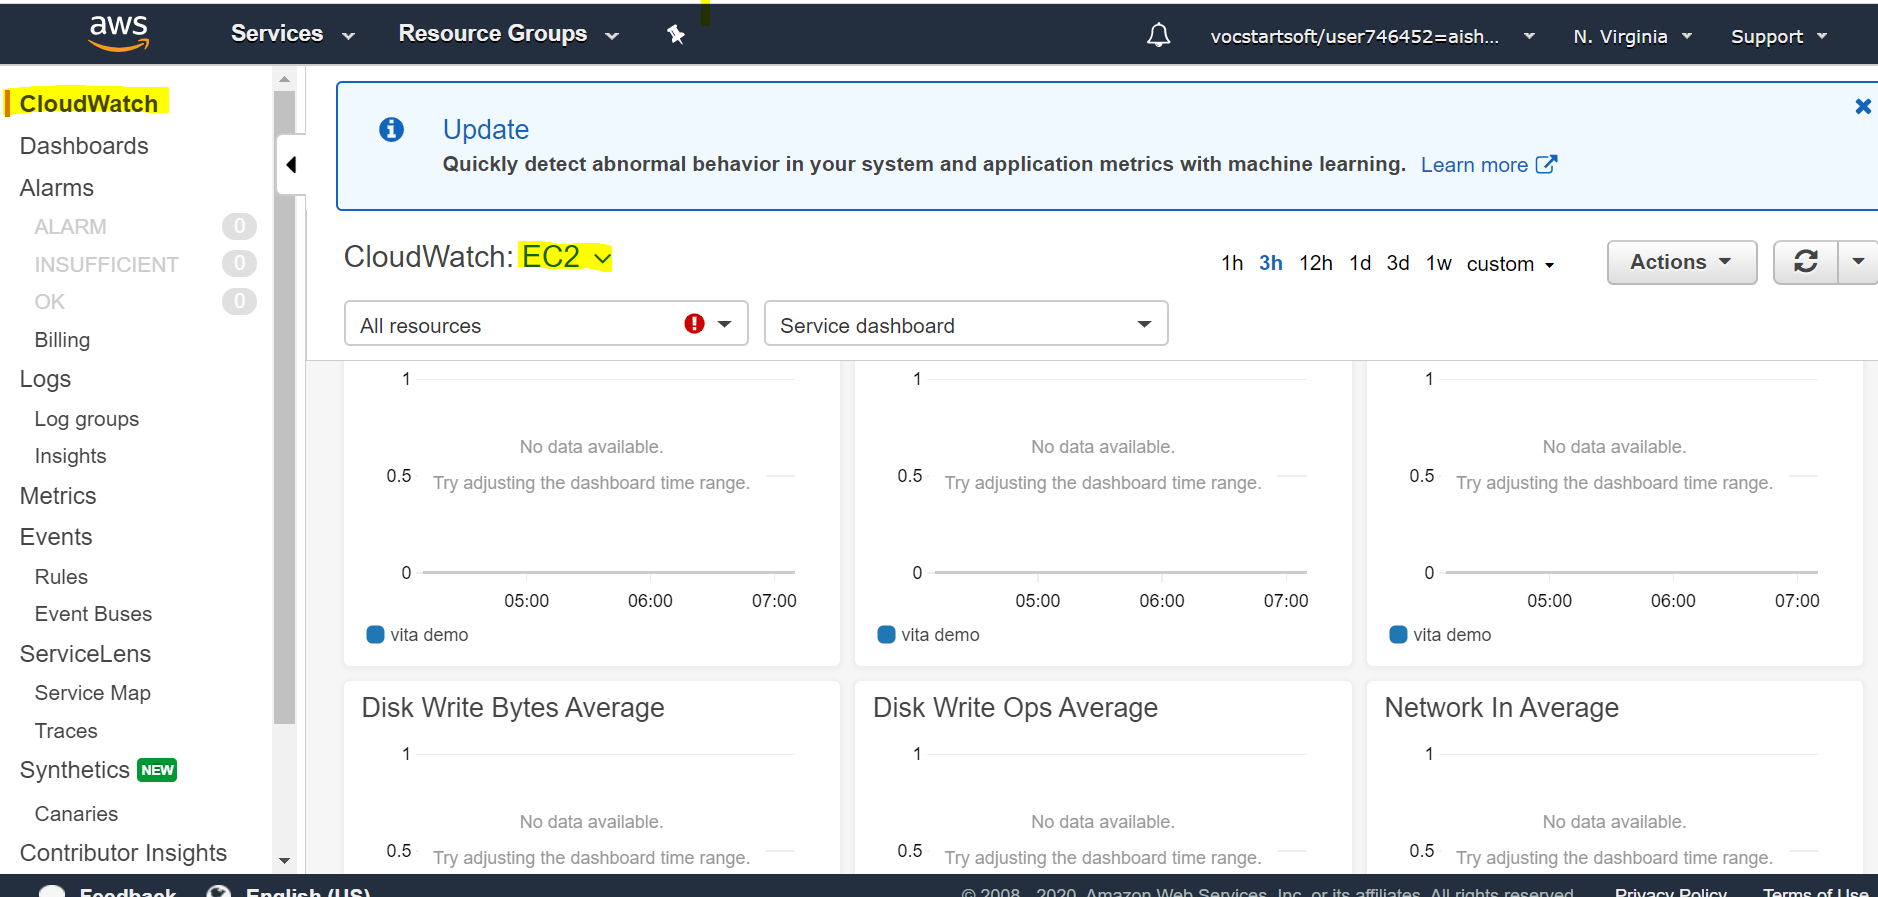 aws
Services
Resource Groups
vocstartsoft/user746452=aish...
N. Virginia
Support
CloudWatch
Dashboards
Alarms
ALARM 0
INSUFFICIENT 0
OK 0
Billing
Logs
Log groups
Insights
Metrics
Events
Rules
Event Buses
ServiceLens
Service Map
Traces
Synthetics NEW
Canaries
Contributor Insights
Update
Quickly detect abnormal behavior in your system and application metrics with machine learning. Learn more
CloudWatch: EC2
1h 3h 12h 1d 3d 1w custom
Actions
All resources
Service dashboard
1
No data available.
0.5
Try adjusting the dashboard time range.
0
05:00 06:00 07:00
vita demo
1
No data available.
0.5
Try adjusting the dashboard time range.
0
05:00 06:00 07:00
vita demo
1
No data available.
0.5
Try adjusting the dashboard time range.
0
05:00 06:00 07:00
vita demo
Disk Write Bytes Average
1
No data available.
0.5
Try adjusting the dashboard time range.
Disk Write Ops Average
1
No data available.
0.5
Try adjusting the dashboard time range.
Network In Average
1
No data available.
0.5
Try adjusting the dashboard time range.
Feedback
English (US)
© 2008 - 2020, Amazon Web Services, Inc. or its affiliates. All rights reserved.
Privacy Policy
Terms of Use